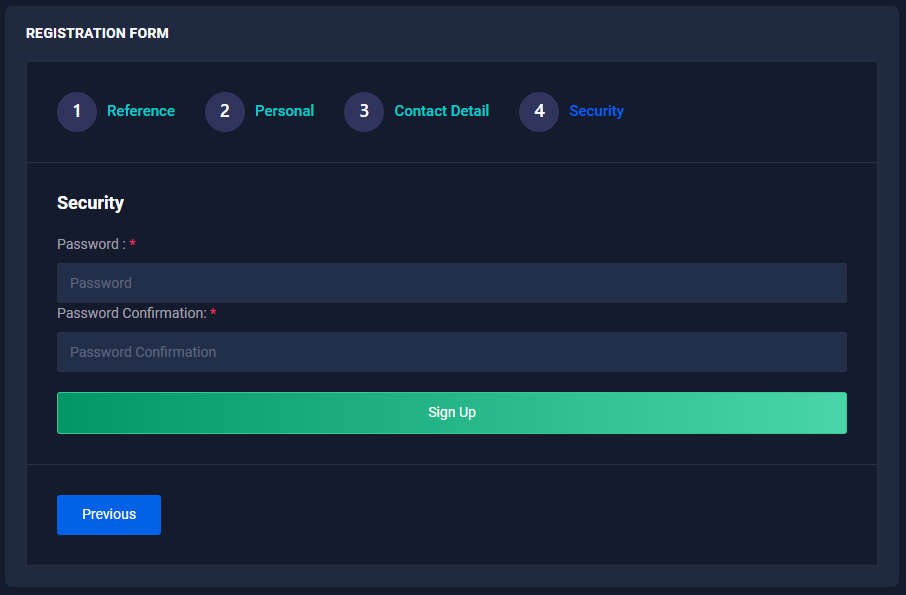 REGISTRATION FORM
1 Reference 2 Personal 3 Contact Detail 4 Security
Security
Password : *
Password
Password Confirmation: *
Password Confirmation
Sign Up
Previous